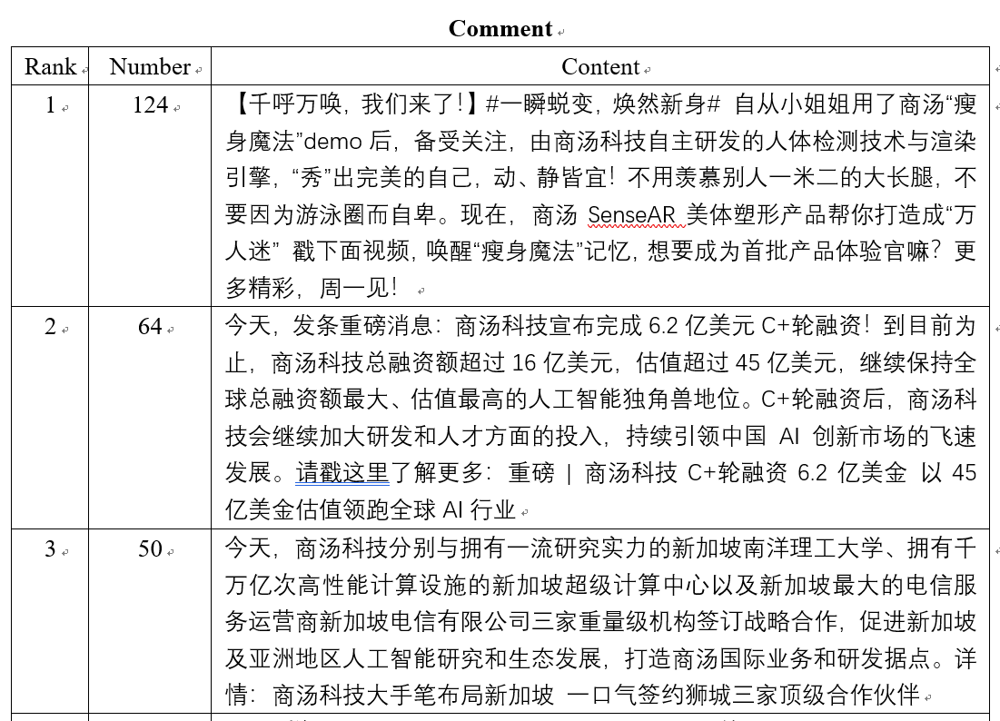 Comment
Rank Number Content
1 124 【千呼万唤，我们来了!】#一瞬蜕变，焕然新身# 自从小姐姐用了商汤“瘦
身魔法”demo 后，备受关注，由商汤科技自主研发的人体检测技术与渲染
引擎，“秀”出完美的自己，动、静皆宜！不用羡慕别人一米二的大长腿，不
要因为游泳圈而自卑。现在，商汤 SenseAR 美体塑形产品帮你打造成“万
人迷” 戳下面视频, 唤醒“瘦身魔法”记忆, 想要成为首批产品体验官嘛？更
多精彩，周一见！
2 64 今天，发条重磅消息：商汤科技宣布完成 6.2 亿美元 C+轮融资！到目前为
止，商汤科技总融资额超过 16 亿美元，估值超过 45 亿美元，继续保持全
球总融资额最大、估值最高的人工智能独角兽地位。C+轮融资后，商汤科
技会继续加大研发和人才方面的投入，持续引领中国 AI 创新市场的飞速
发展。请戳这里了解更多：重磅 | 商汤科技 C+轮融资 6.2 亿美金 以 45
亿美金估值领跑全球 AI 行业
3 50 今天，商汤科技分别与拥有一流研究实力的新加坡南洋理工大学、拥有千
万亿次高性能计算设施的新加坡超级计算中心以及新加坡最大的电信服
务运营商新加坡电信有限公司三家重量级机构签订战略合作，促进新加坡
及亚洲地区人工智能研究和生态发展，打造商汤国际业务和研发据点。详
情：商汤科技大手笔布局新加坡 一口气签约狮城三家顶级合作伙伴